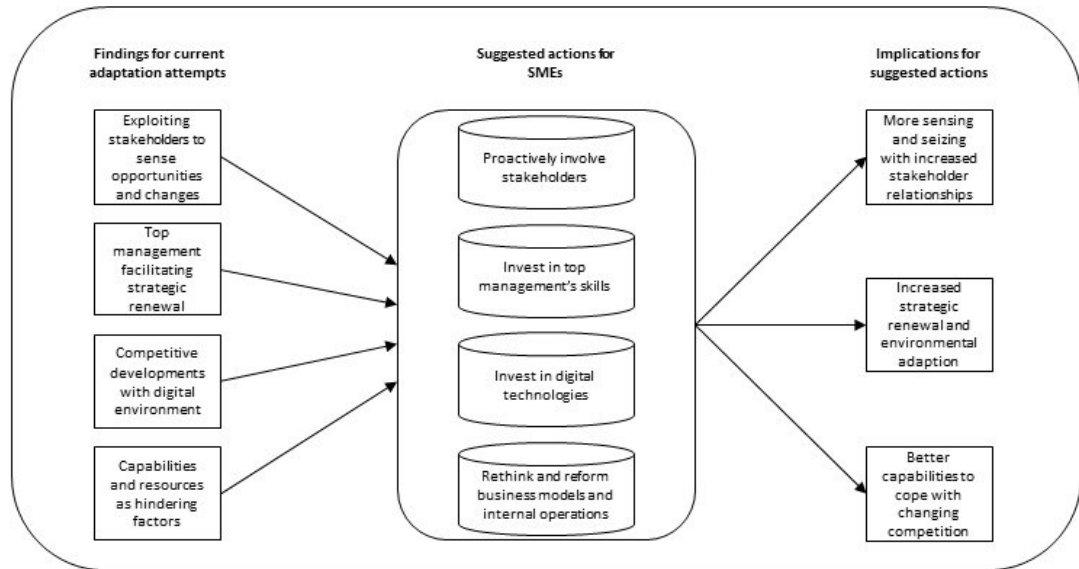 Findings for current
adaptation attempts
Exploiting
stakeholders to
sense
opportunities
and changes
Top
management
facilitating
strategic
renewal
Competitive
developments
with digital
environment
Capabilities
and resources
as hindering
factors
Suggested actions for
SMEs
Proactively involve
stakeholders
Invest in top
management's skills
Invest in digital
technologies
Rethink and reform
business models and
internal operations
Implications for
suggested actions
More sensing
and seizing
with increased
stakeholder
relationships
Increased
strategic
renewal and
environmental
adaption
Better
capabilities to
cope with
changing
competition